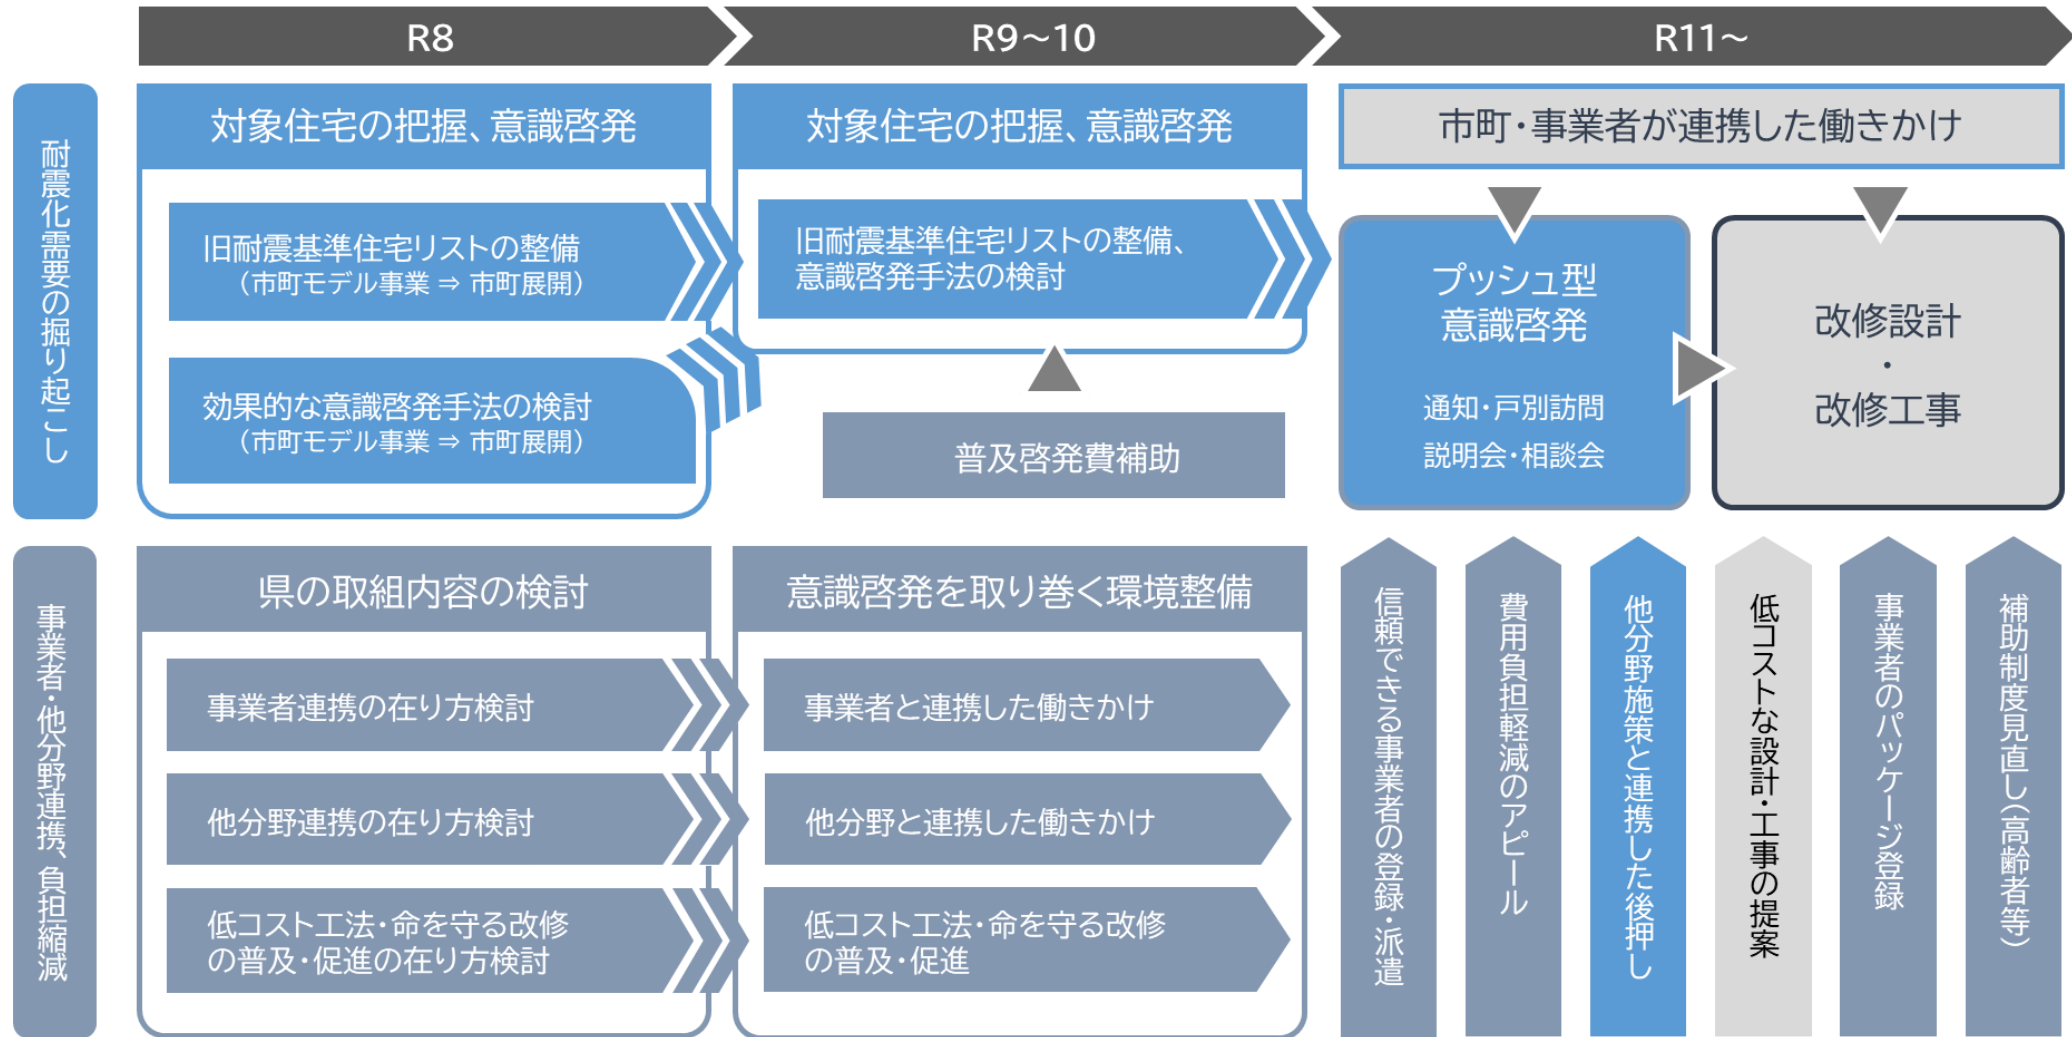 R8
R9～10
R11～
耐震化需要の掘り起こし
対象住宅の把握、意識啓発
旧耐震基準住宅リストの整備
（市町モデル事業 ⇒ 市町展開）
効果的な意識啓発手法の検討
（市町モデル事業 ⇒ 市町展開）
対象住宅の把握、意識啓発
旧耐震基準住宅リストの整備、
意識啓発手法の検討
普及啓発費補助
市町・事業者が連携した働きかけ
プッシュ型
意識啓発
通知・戸別訪問
説明会・相談会
改修設計
・
改修工事
事業者・他分野連携、負担縮減
県の取組内容の検討
事業者連携の在り方検討
他分野連携の在り方検討
低コスト工法・命を守る改修
の普及・促進の在り方検討
意識啓発を取り巻く環境整備
事業者と連携した働きかけ
他分野と連携した働きかけ
低コスト工法・命を守る改修
の普及・促進
信頼できる事業者の登録・派遣
費用負担軽減のアピール
他分野施策と連携した後押し
低コストな設計・工事の提案
事業者のパッケージ登録
補助制度見直し（高齢者等）